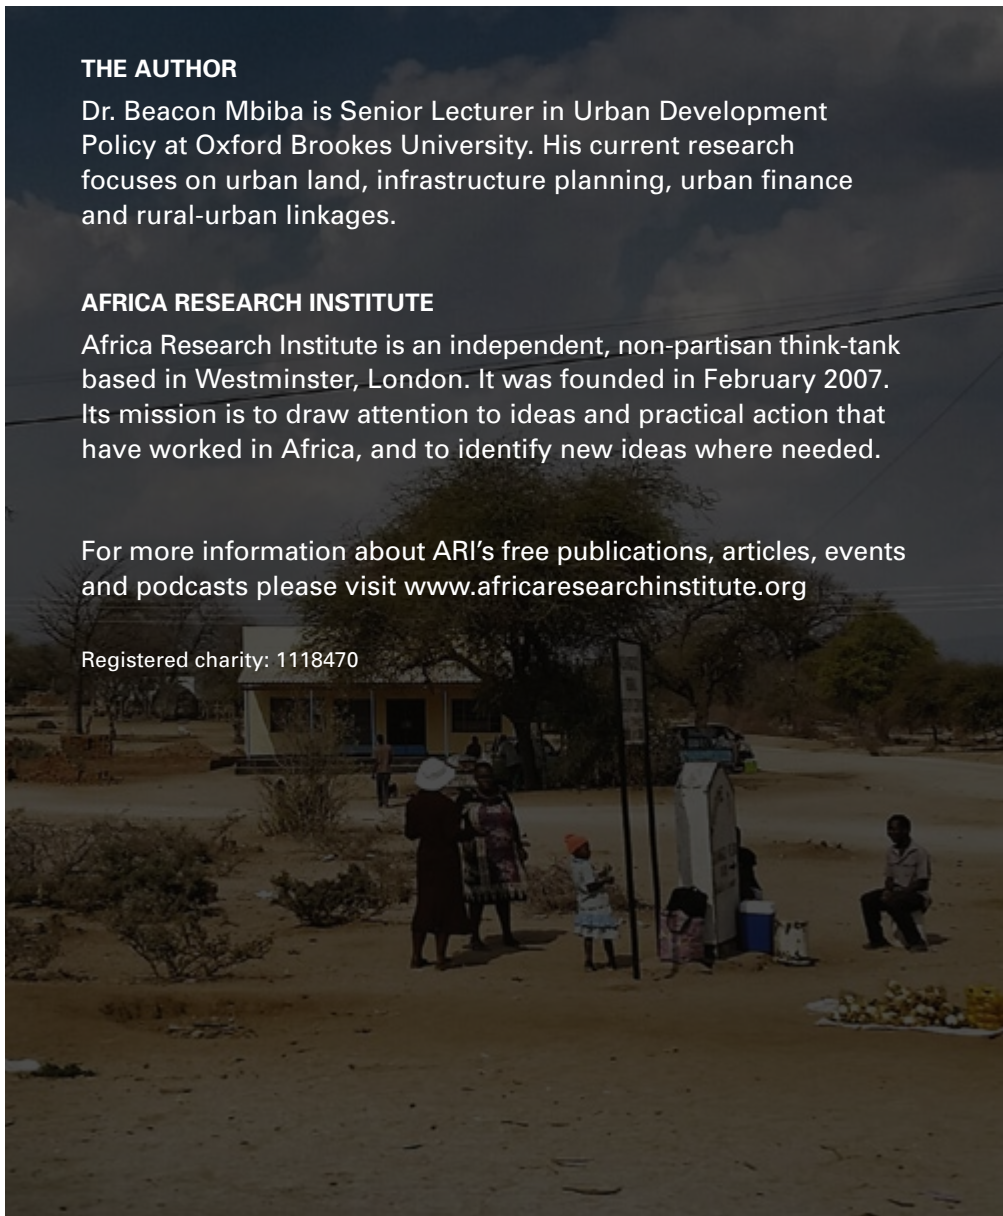 THE AUTHOR
Dr. Beacon Mbiba is Senior Lecturer in Urban Development
Policy at Oxford Brookes University. His current research
focuses on urban land, infrastructure planning, urban finance
and rural-urban linkages.
AFRICA RESEARCH INSTITUTE
Africa Research Institute is an independent, non-partisan think-tank
based in Westminster, London. It was founded in February 2007.
Its mission is to draw attention to ideas and practical action that
have worked in Africa, and to identify new ideas where needed.
For more information about ARI’s free publications, articles, events
and podcasts please visit www.africaresearchinstitute.org
Registered charity: 1118470